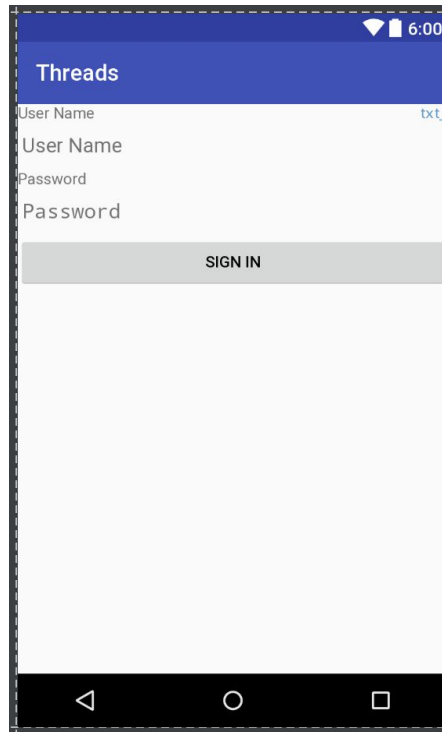 6:00
Threads
User Name
txt_
User Name
Password
Password
SIGN IN